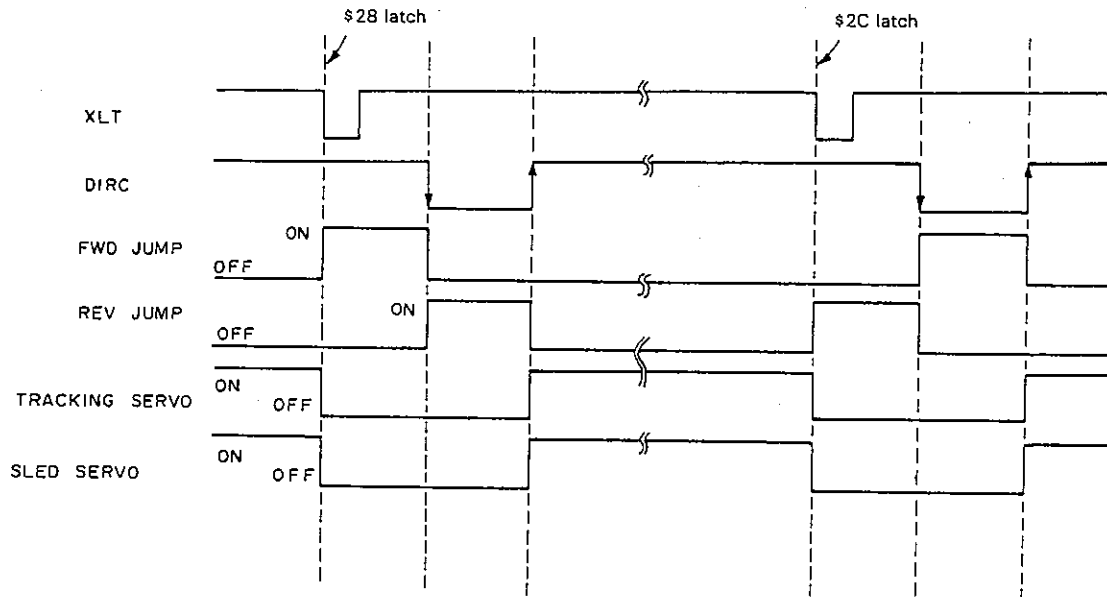 $28 latch
$2C latch
XLT
DIRC
FWD JUMP
ON
OFF
REV JUMP
ON
OFF
TRACKING SERVO
ON
OFF
SLED SERVO
ON
OFF